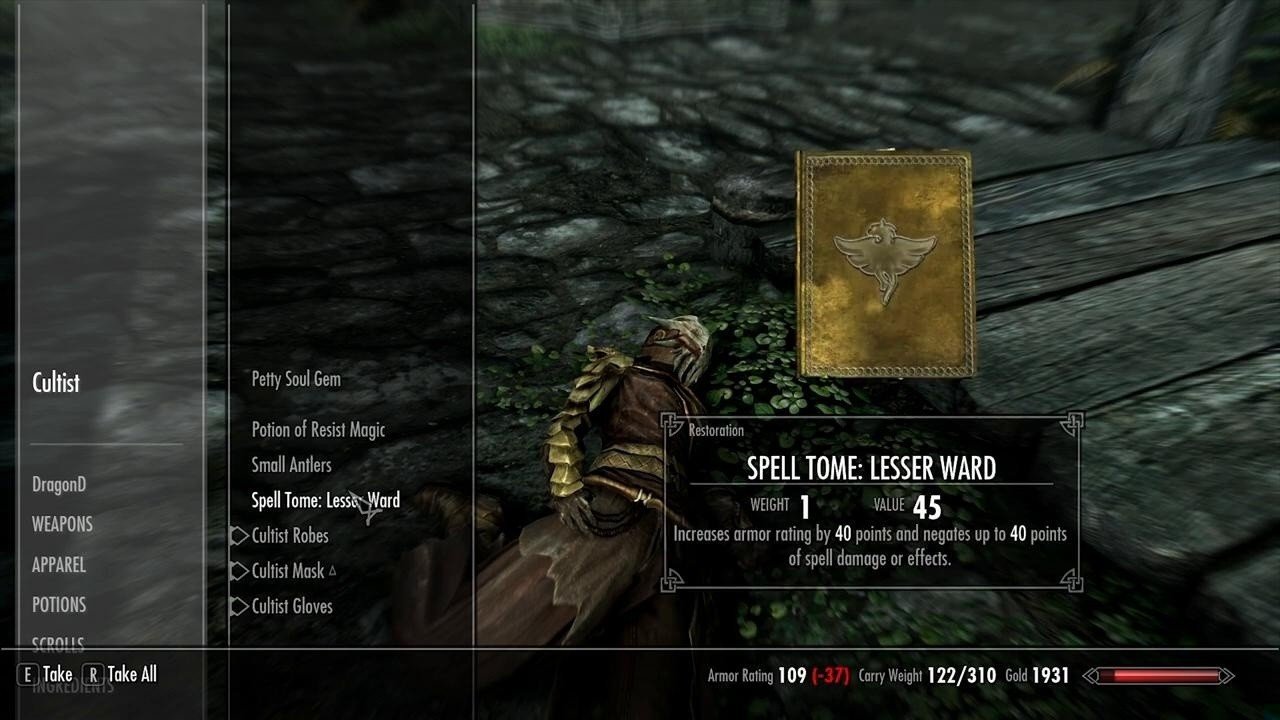 Cultist
DragonD
WEAPONS
APPAREL
POTIONS
SCROLLS
INGREDIENTS
Petty Soul Gem
Potion of Resist Magic
Small Antlers
Spell Tome: Lesser Ward
Cultist Robes
Cultist Mask
Cultist Gloves
Restoration
SPELL TOME: LESSER WARD
WEIGHT 1 VALUE 45
Increases armor rating by 40 points and negates up to 40 points
of spell damage or effects.
E Take R Take All
Armor Rating 109 (-37) Carry Weight 122/310 Gold 1931